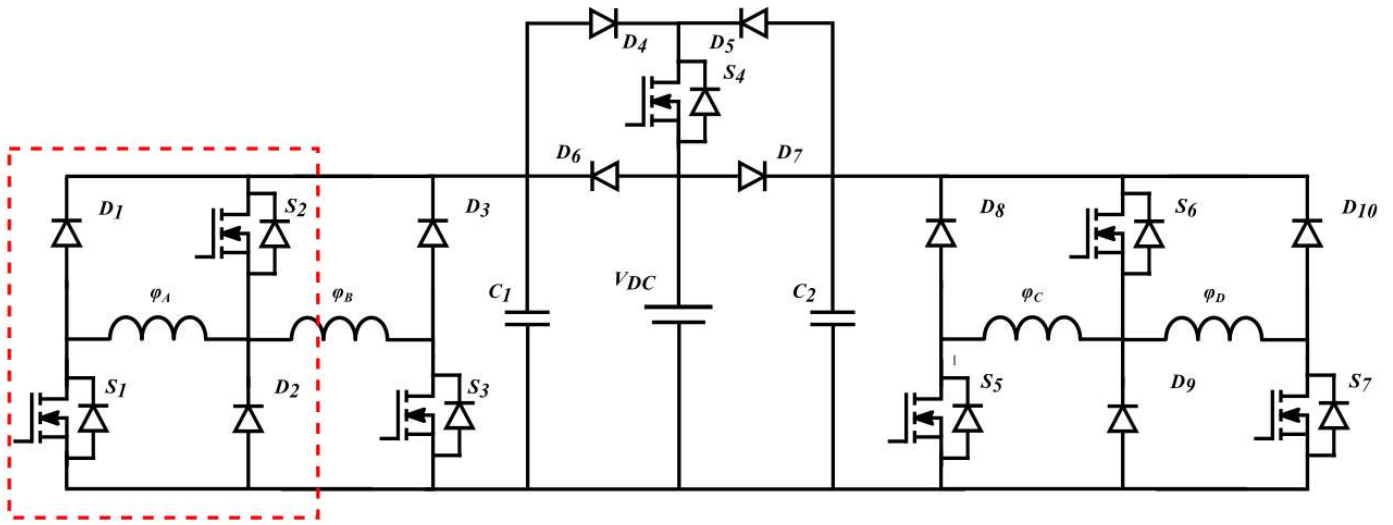 D4
D5
S4
D6
D7
D1
S2
D3
D8
S6
D10
φA
φB
C1
VDC
C2
φC
φD
S1
D2
S3
S5
D9
S7